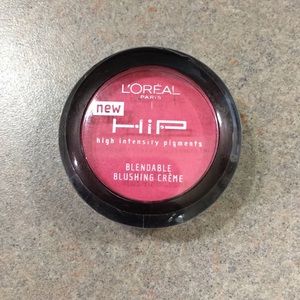 L'ORÉAL
PARIS
new
HiP
high intensity pigments
BLENDABLE
BLUSHING CRÈME